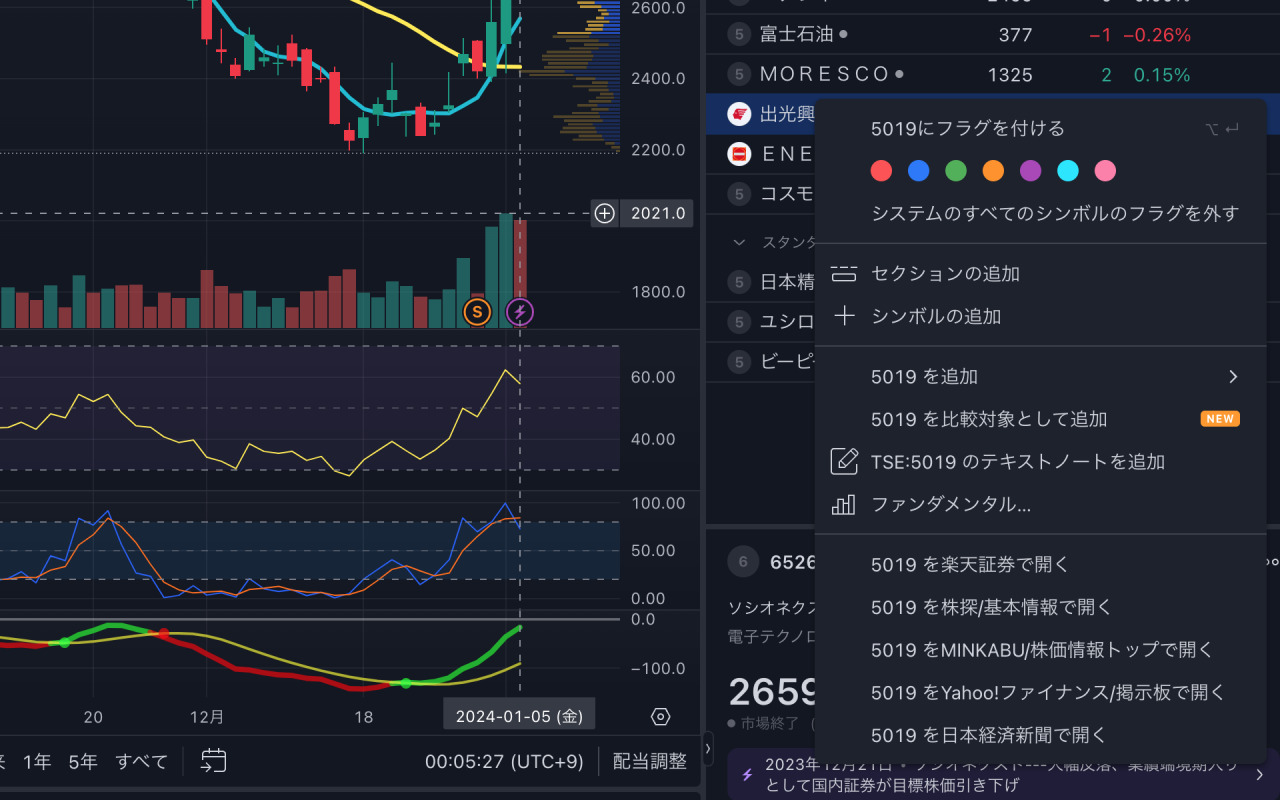 2600.0
2400.0
2200.0
2021.0
1800.0
S
60.00
40.00
100.00
50.00
0.00
0.0
−100.0
20
12月
18
2024-01-05 (金)
1年
5年
すべて
00:05:27 (UTC+9)
配当調整
5
富士石油
377
−1
−0.26%
5
ＭＯＲＥＳＣＯ
1325
2
0.15%
出光興
ＥＮＥ
5
コスモ
スタンダ
5
日本精
5
ユシロ
5
ビーピー
6
6526
ソシオネクス
電子テクノロ
2659
市場終了
2023年12月21日
として国内証券が目標株価引き下げ
5019にフラグを付ける
⌥ ↵
システムのすべてのシンボルのフラグを外す
セクションの追加
シンボルの追加
5019 を追加
5019 を比較対象として追加
NEW
TSE:5019 のテキストノートを追加
ファンダメンタル...
5019 を楽天証券で開く
5019 を株探/基本情報で開く
5019 をMINKABU/株価情報トップで開く
5019 をYahoo!ファイナンス/掲示板で開く
5019 を日本経済新聞で開く